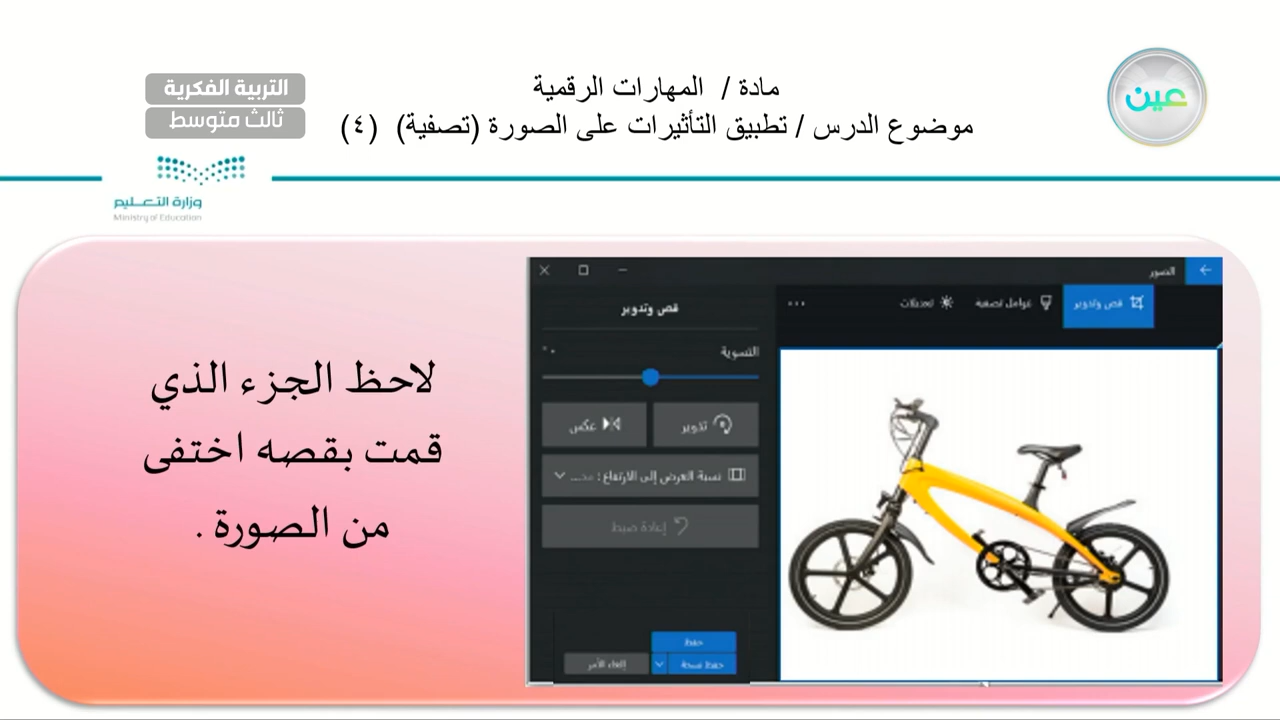 عين
مادة / المهارات الرقمية
موضوع الدرس / تطبيق التأثيرات على الصورة (تصفية) (٤)
التربية الفكرية
ثالث متوسط
وزارة التعليم
Ministry of Education
لاحظ الجزء الذي
قمت بقصه اختفى
من الصورة .
الصور
قص وتدوير
عوامل تصفية
تعديلات
قص وتدوير
التسوية
تدوير
عكس
نسبة العرض إلى الارتفاع :
إعادة ضبط
حفظ
حفظ نسخة
إلغاء الأمر